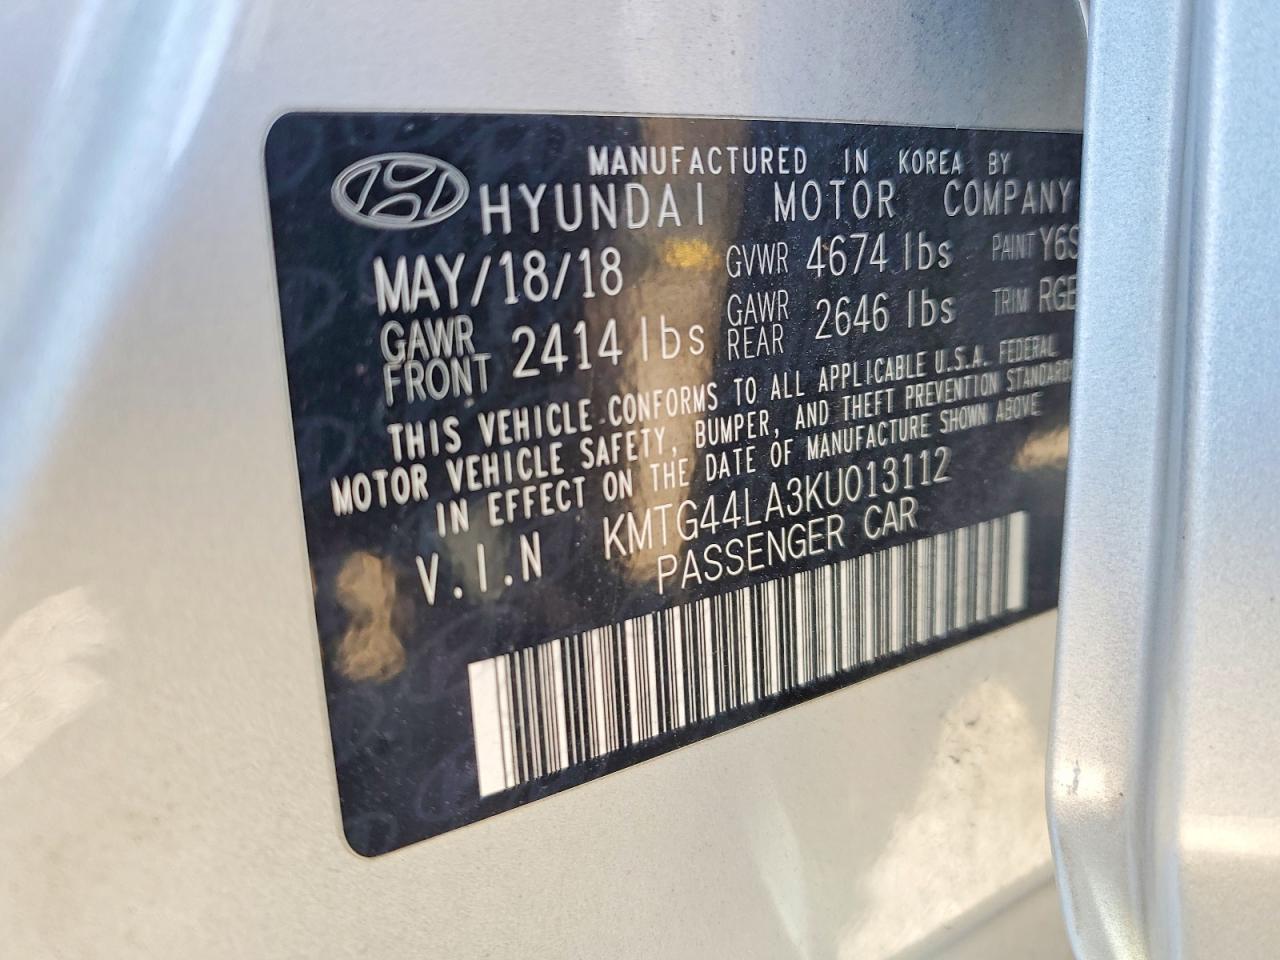 MANUFACTURED IN KOREA BY
HYUNDAI MOTOR COMPANY
MAY/18/18 GVWR 4674 lbs PAINT Y6S
GAWR FRONT 2414 lbs GAWR REAR 2646 lbs TRIM
THIS VEHICLE CONFORMS TO ALL APPLICABLE U.S.A. FEDERAL
MOTOR VEHICLE SAFETY, BUMPER, AND THEFT PREVENTION STANDARD
IN EFFECT ON THE DATE OF MANUFACTURE SHOWN ABOVE
V.I.N KMTG44LA3KU013112
PASSENGER CAR